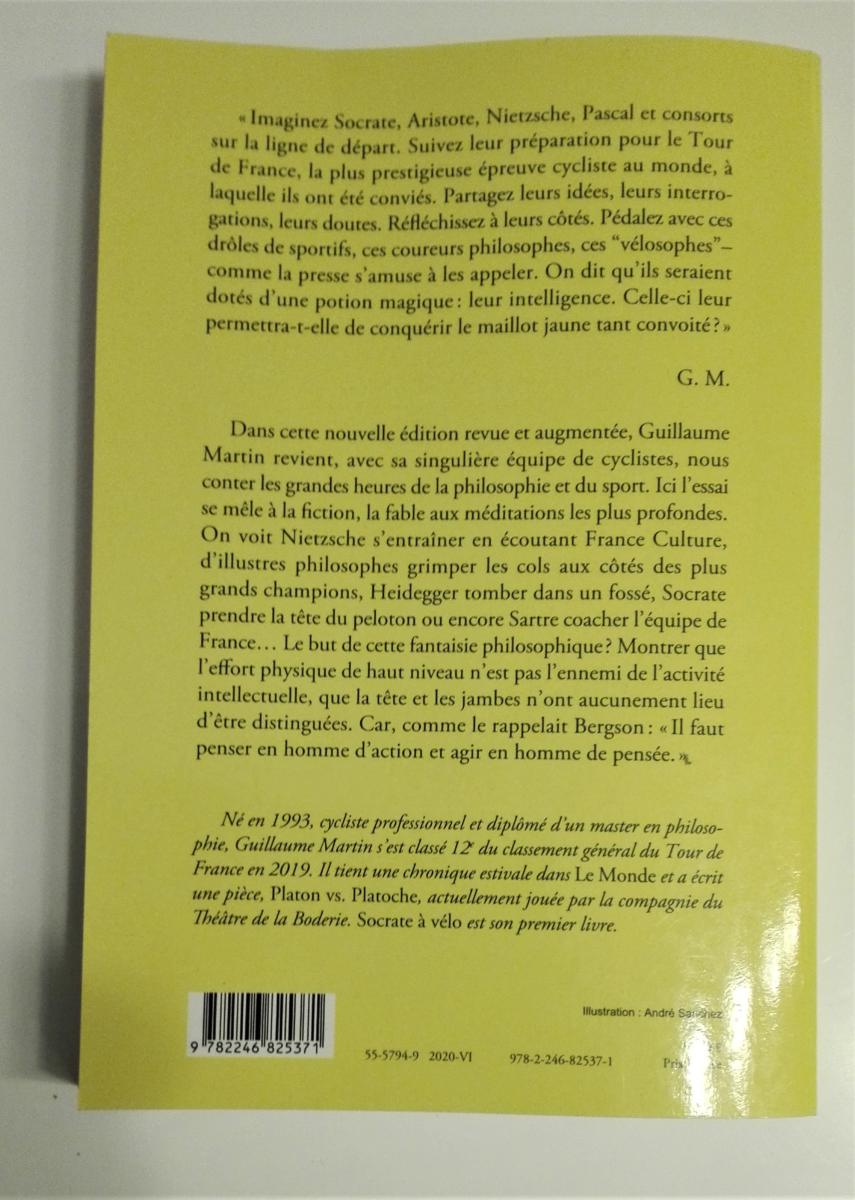 « Imaginez Socrate, Aristote, Nietzsche, Pascal et consorts
sur la ligne de départ. Suivez leur préparation pour le Tour
de France, la plus prestigieuse épreuve cycliste au monde, à
laquelle ils ont été conviés. Partagez leurs idées, leurs interro-
gations, leurs doutes. Réfléchissez à leurs côtés. Pédalez avec ces
drôles de sportifs, ces coureurs philosophes, ces “vélosophes” –
comme la presse s’amuse à les appeler. On dit qu’ils seraient
dotés d’une potion magique : leur intelligence. Celle-ci leur
permettra-t-elle de conquérir le maillot jaune tant convoité ? »
G. M.
Dans cette nouvelle édition revue et augmentée, Guillaume
Martin revient, avec sa singulière équipe de cyclistes, nous
conter les grandes heures de la philosophie et du sport. Ici l’essai
se mêle à la fiction, la fable aux méditations les plus profondes.
On voit Nietzsche s’entraîner en écoutant France Culture,
d’illustres philosophes grimper les cols aux côtés des plus
grands champions, Heidegger tomber dans un fossé, Socrate
prendre la tête du peloton ou encore Sartre coacher l’équipe de
France… Le but de cette fantaisie philosophique ? Montrer que
l’effort physique de haut niveau n’est pas l’ennemi de l’activité
intellectuelle, que la tête et les jambes n’ont aucunement lieu
d’être distinguées. Car, comme le rappelait Bergson : « Il faut
penser en homme d’action et agir en homme de pensée. »
Né en 1993, cycliste professionnel et diplômé d’un master en philoso-
phie, Guillaume Martin s’est classé 12e du classement général du Tour de
France en 2019. Il tient une chronique estivale dans Le Monde et a écrit
une pièce, Platon vs. Platoche, actuellement jouée par la compagnie du
Théâtre de la Boderie. Socrate à vélo est son premier livre.
Illustration : André Sanchez
9 782246 825371
55-5794-9 2020-VI 978-2-246-82537-1